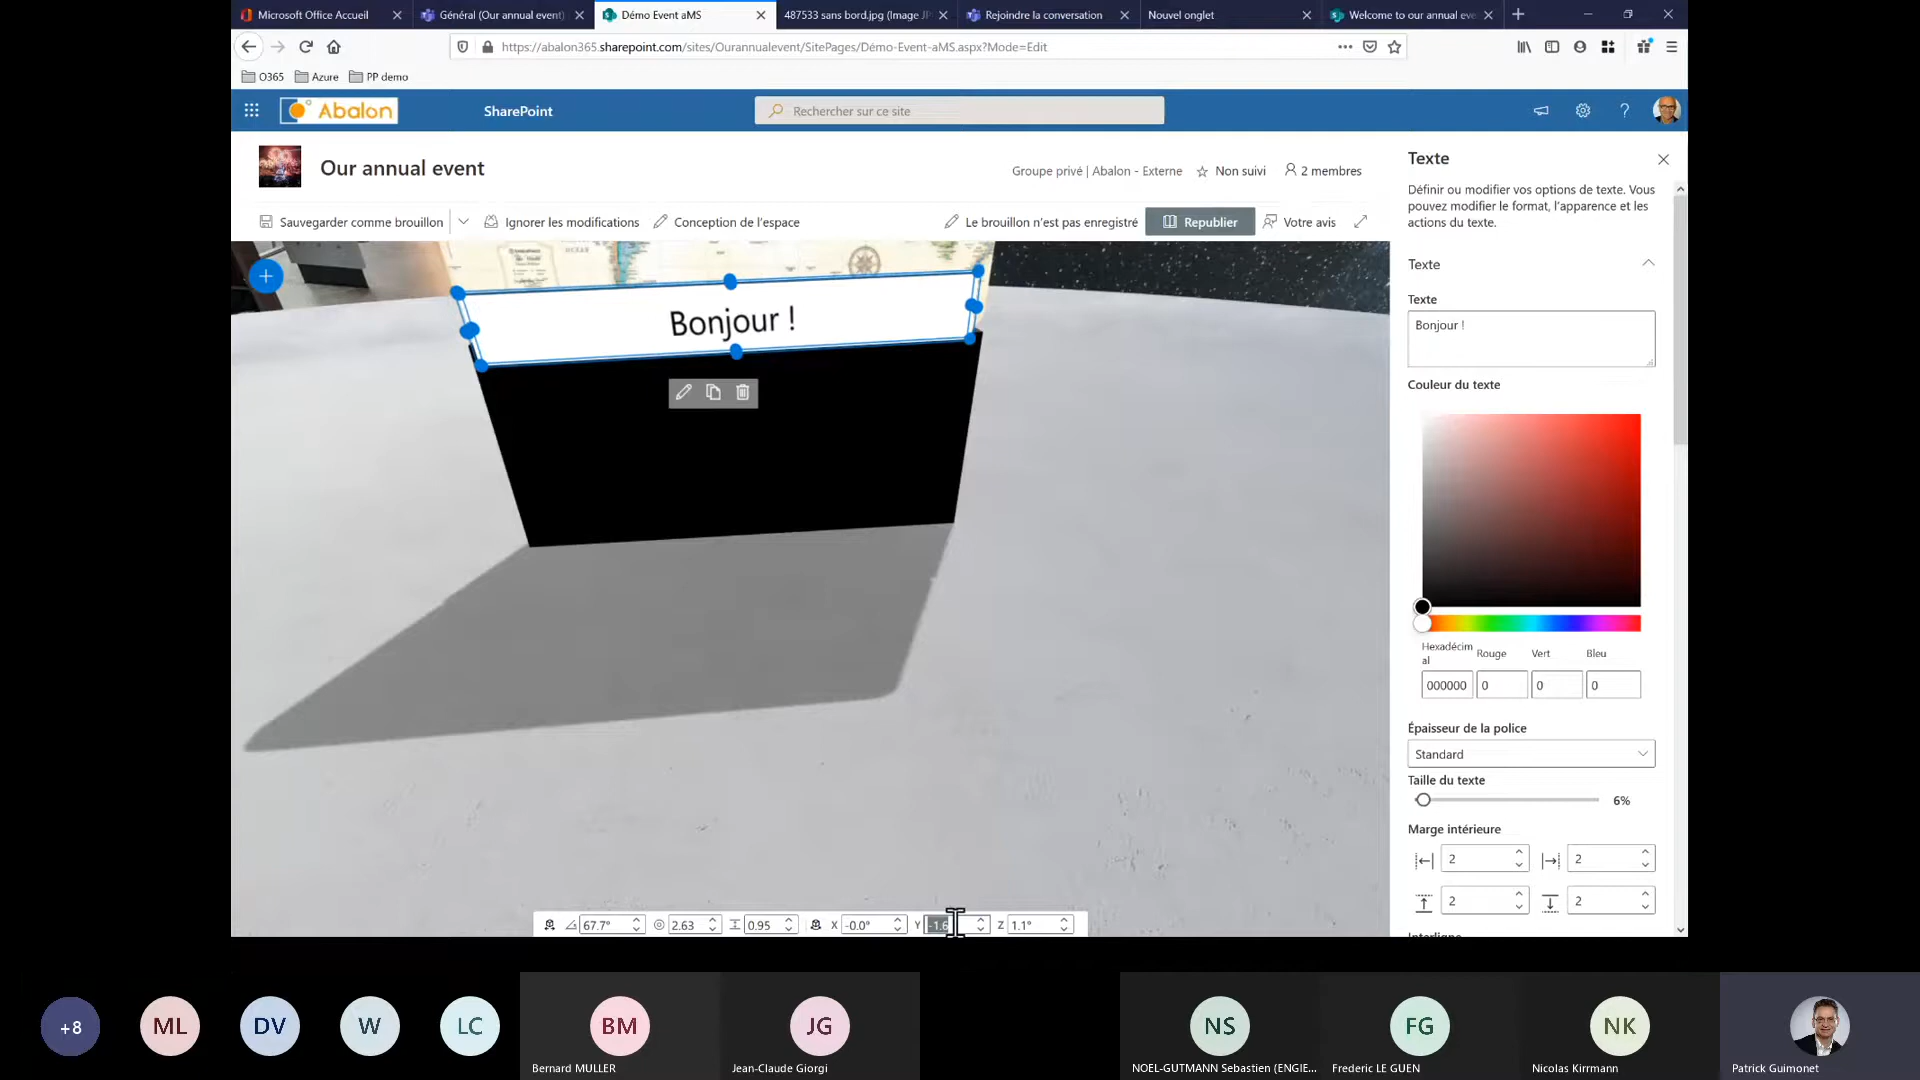 Microsoft Office Accueil
Général (Our annual event)
Démo Event aMS
487533 sans bord.jpg (Image JP
Rejoindre la conversation
Nouvel onglet
Welcome to our annual eve
https://abalon365.sharepoint.com/sites/Ourannualevent/SitePages/Démo-Event-aMS.aspx?Mode=Edit
O365
Azure
PP demo
Abalon
SharePoint
Rechercher sur ce site
Our annual event
Groupe privé | Abalon - Externe
Non suivi
2 membres
Sauvegarder comme brouillon
Ignorer les modifications
Conception de l'espace
Le brouillon n'est pas enregistré
Republier
Votre avis
Bonjour !
Texte
Définir ou modifier vos options de texte. Vous
pouvez modifier le format, l'apparence et les
actions du texte.
Texte
Texte
Bonjour !
Couleur du texte
Hexadécim
al
Rouge
Vert
Bleu
000000
0
0
0
Épaisseur de la police
Standard
Taille du texte
6%
Marge intérieure
2
2
2
2
67.7°
2.63
0.95
X
-0.0°
Y
-1.6
Z
1.1°
+8
ML
DV
W
LC
BM
JG
NS
FG
NK
Bernard MULLER
Jean-Claude Giorgi
NOEL-GUTMANN Sebastien (ENGIE...
Frederic LE GUEN
Nicolas Kirrmann
Patrick Guimonet